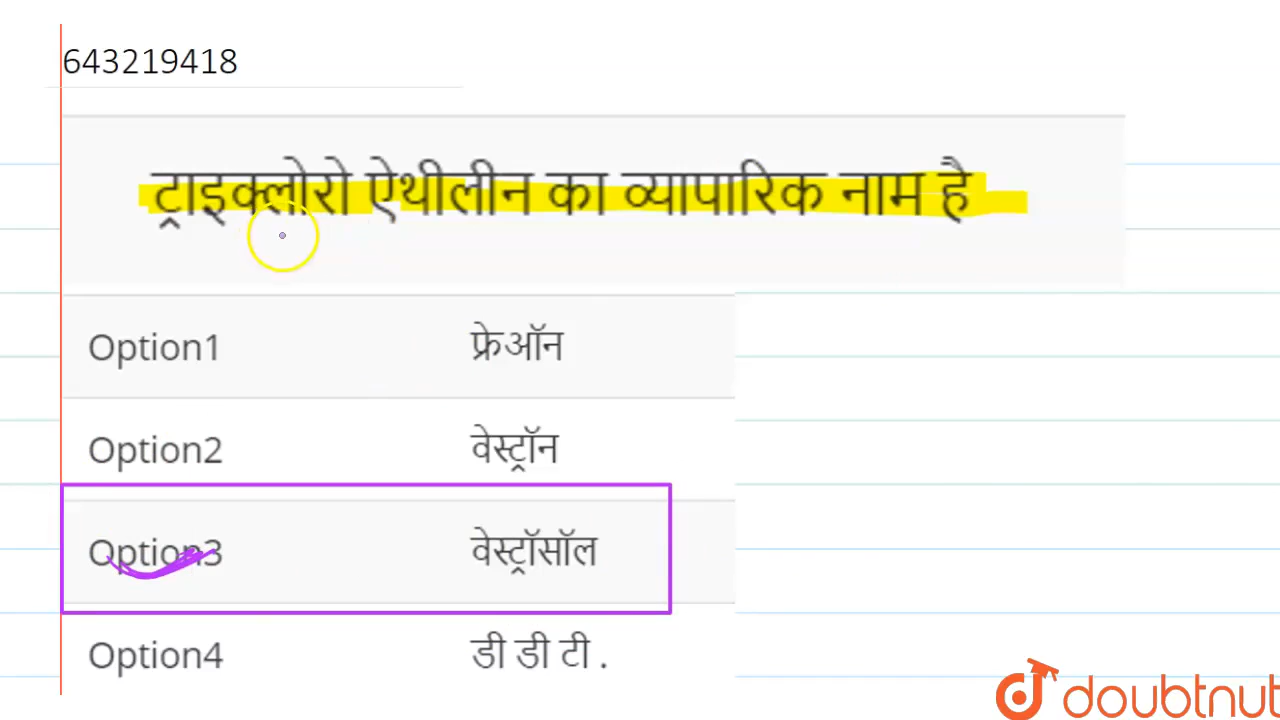 643219418
ट्राइक्लोरो ऐथीलीन का व्यापारिक नाम है
Option1 फ्रेऑन
Option2 वेस्ट्रॉन
Option3 वेस्ट्रॉसॉल
Option4 डी डी टी .
doubtnut